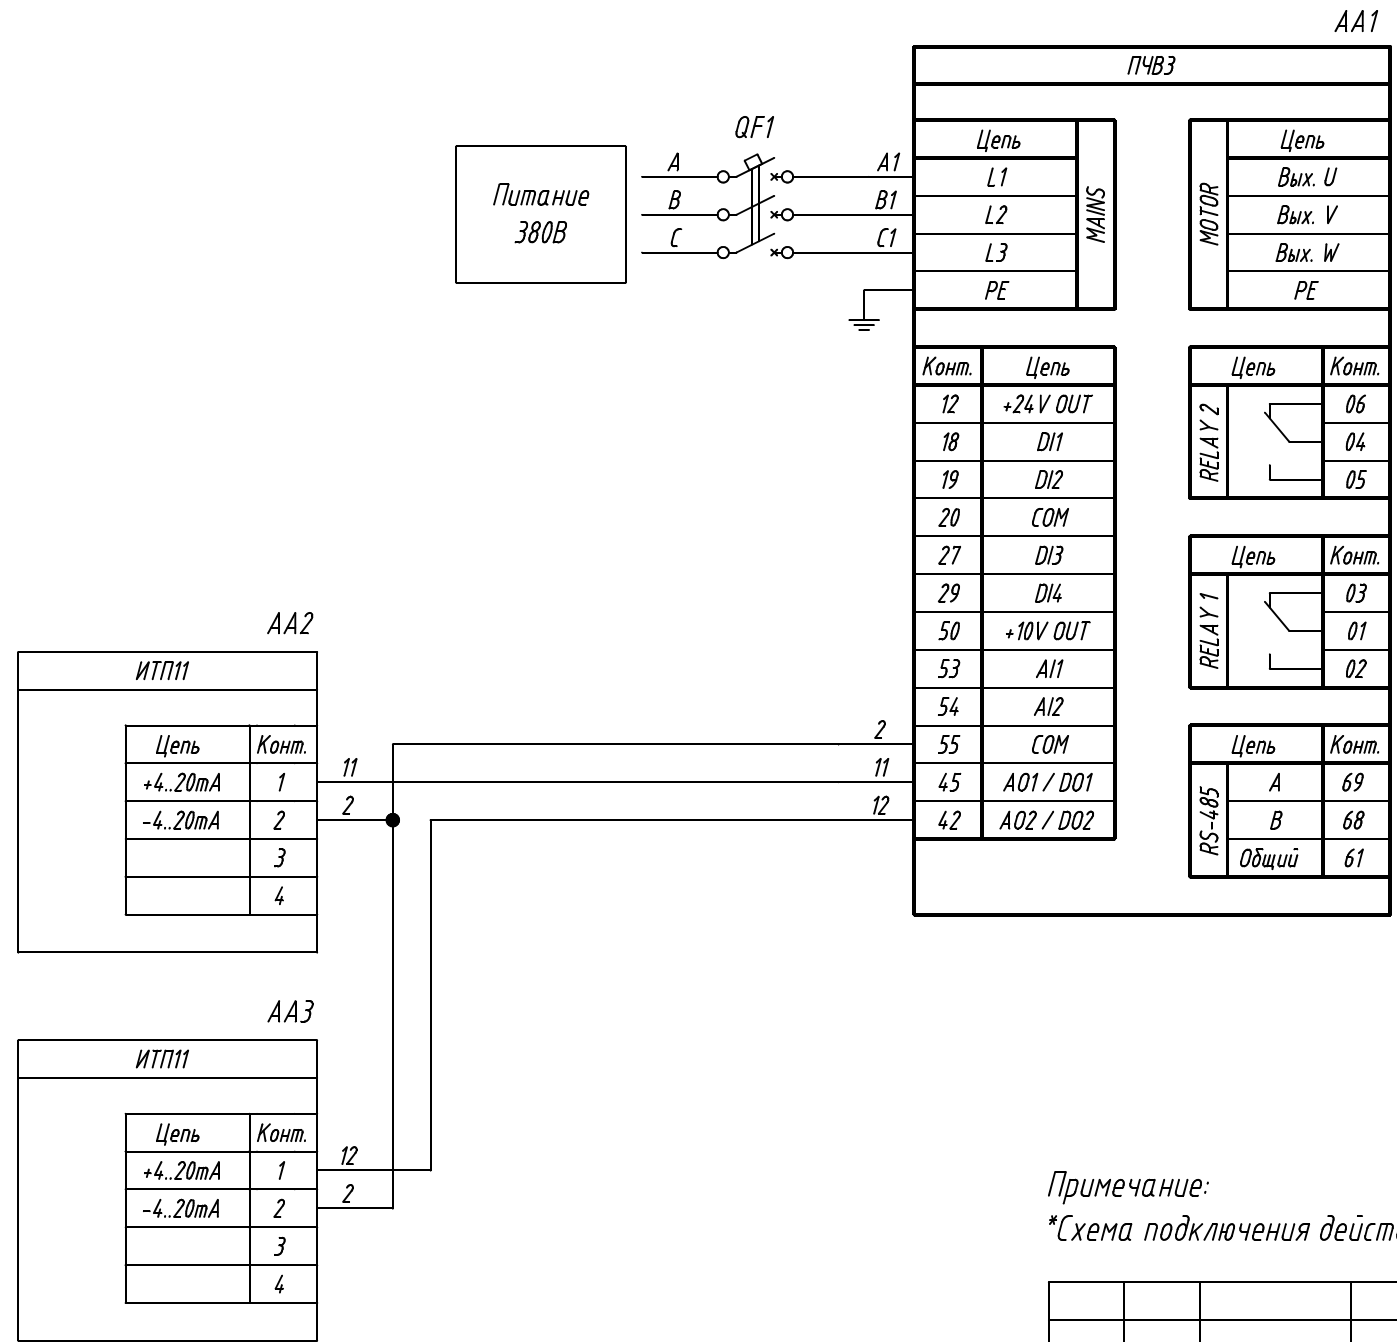 AA1
ПЧВ3
Цепь
L1
L2
L3
PE
MAINS
MOTOR
Цепь
Вых. U
Вых. V
Вых. W
PE
QF1
Питание
380В
A
B
C
A1
B1
C1
Конт. Цепь
12 +24V OUT
18 DI1
19 DI2
20 COM
27 DI3
29 DI4
50 +10V OUT
53 AI1
54 AI2
55 COM
45 AO1 / DO1
42 AO2 / DO2
Цепь Конт.
RELAY 2
06
04
05
Цепь Конт.
RELAY 1
03
01
02
Цепь Конт.
RS-485
A 69
B 68
Общий 61
AA2
ИТП11
Цепь Конт.
+4..20mA 1
-4..20mA 2
3
4
11
2
2
11
12
AA3
ИТП11
Цепь Конт.
+4..20mA 1
-4..20mA 2
3
4
12
2
Примечание:
*Схема подключения